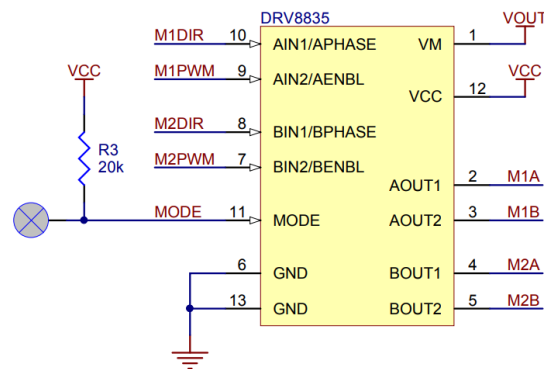 DRV8835
M1DIR 10 AIN1/APHASE VM 1 VOUT
M1PWM 9 AIN2/AENBL VCC 12 VCC
VCC
M2DIR 8 BIN1/BPHASE
R3
20k
M2PWM 7 BIN2/BENBL
AOUT1 2 M1A
MODE 11 MODE AOUT2 3 M1B
6 GND BOUT1 4 M2A
13 GND BOUT2 5 M2B